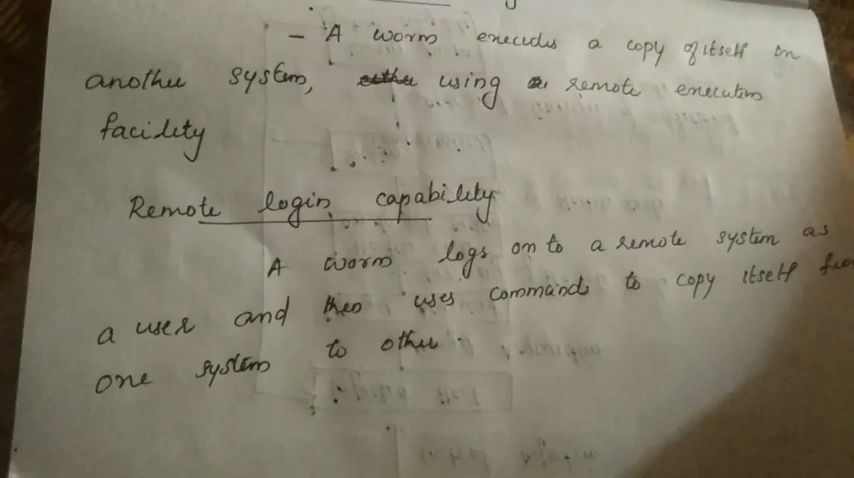 - A worm executes a copy of itself on
another system, using a remote execution
facility
Remote login capability
A worm logs on to a remote system as
a user and then uses commands to copy itself from
one system to other.